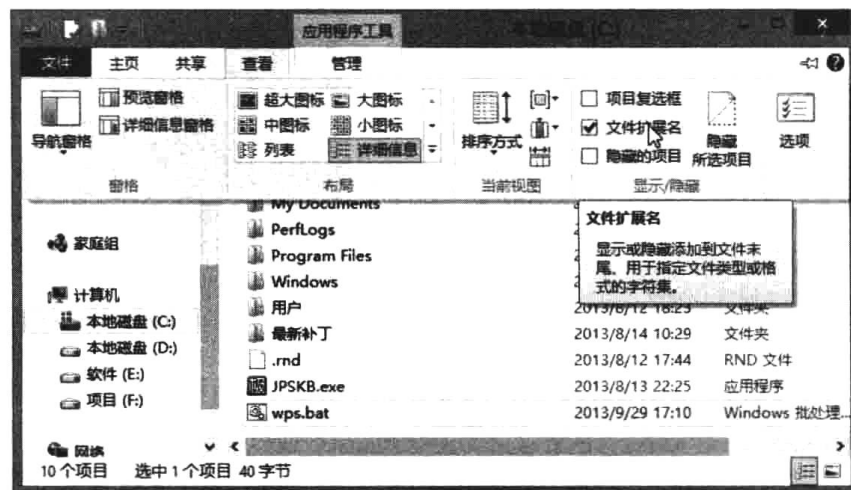 应用程序工具
本地磁盘 (C:)
文件 主页 共享 查看 管理
导航窗格
预览窗格
详细信息窗格
窗格
超大图标 大图标
中图标 小图标
列表 详细信息
布局
排序方式
当前视图
项目复选框
文件扩展名
隐藏的项目
隐藏
所选项目
选项
显示/隐藏
文件扩展名
显示或隐藏添加到文件末
尾、用于指定文件类型或格
式的字符集。
家庭组
计算机
本地磁盘 (C:)
本地磁盘 (D:)
软件 (E:)
项目 (F:)
网络
My Documents
PerfLogs
Program Files
Windows
用户 2013/8/12 18:23 文件夹
最新补丁 2013/8/14 10:29 文件夹
.rnd 2013/8/12 17:44 RND 文件
JPSKB.exe 2013/8/13 22:25 应用程序
wps.bat 2013/9/29 17:10 Windows 批处理...
10 个项目 选中 1 个项目 40 字节